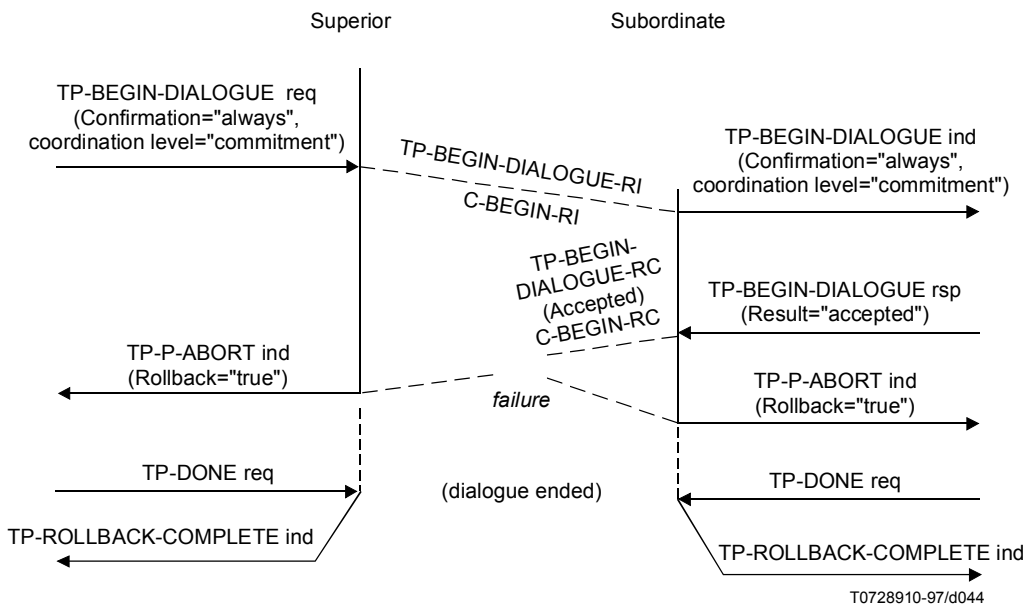 Superior
Subordinate
TP-BEGIN-DIALOGUE req
(Confirmation="always",
coordination level="commitment")
TP-BEGIN-DIALOGUE ind
(Confirmation="always",
coordination level="commitment")
TP-BEGIN-DIALOGUE-RI
C-BEGIN-RI
TP-BEGIN-
DIALOGUE-RC
(Accepted)
C-BEGIN-RC
TP-BEGIN-DIALOGUE rsp
(Result="accepted")
TP-P-ABORT ind
(Rollback="true")
failure
TP-P-ABORT ind
(Rollback="true")
TP-DONE req
(dialogue ended)
TP-DONE req
TP-ROLLBACK-COMPLETE ind
TP-ROLLBACK-COMPLETE ind
T0728910-97/d044